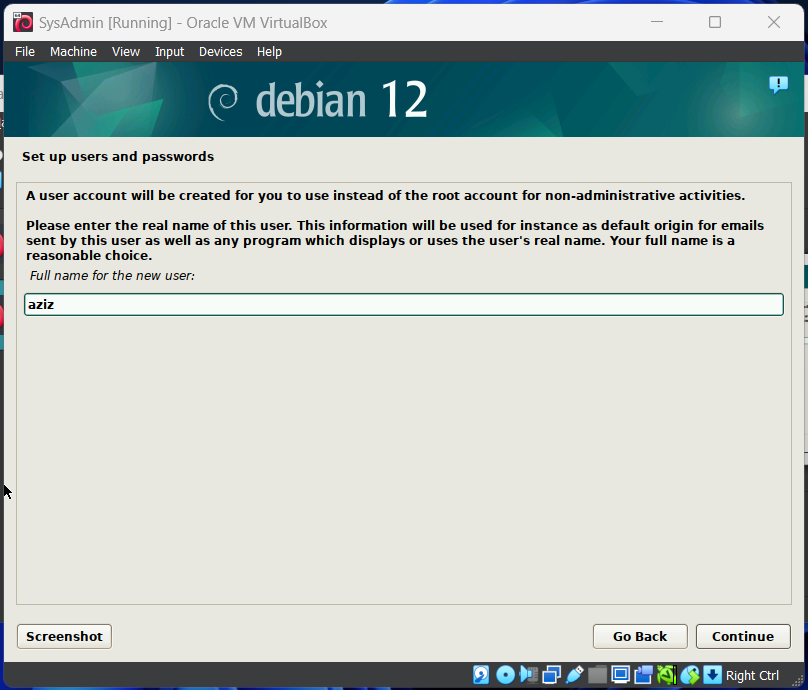 SysAdmin [Running] - Oracle VM VirtualBox
File Machine View Input Devices Help
debian 12
Set up users and passwords
A user account will be created for you to use instead of the root account for non-administrative activities.
Please enter the real name of this user. This information will be used for instance as default origin for emails
sent by this user as well as any program which displays or uses the user's real name. Your full name is a
reasonable choice.
Full name for the new user:
aziz
Screenshot Go Back Continue
Right Ctrl